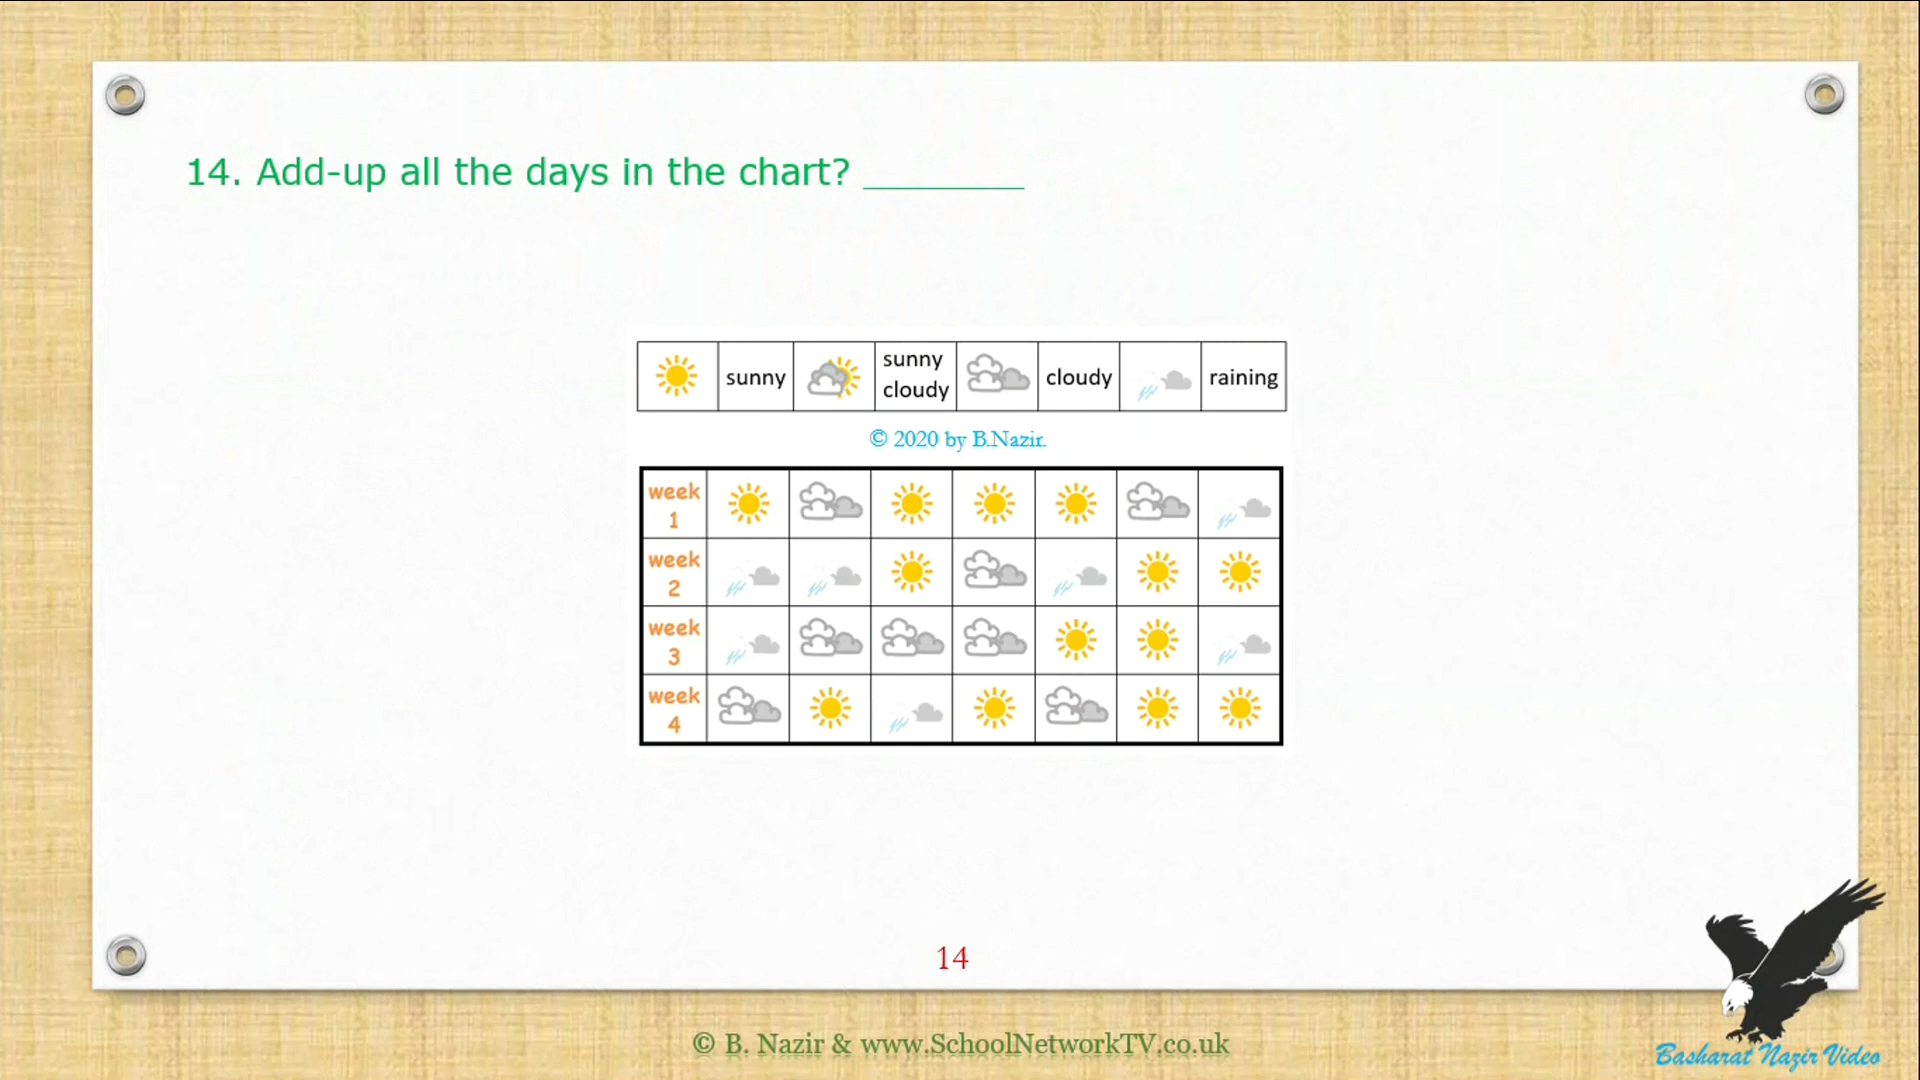 14. Add-up all the days in the chart? ________
sunny
sunny
cloudy
cloudy
raining
© 2020 by B.Nazir.
week
1
week
2
week
3
week
4
14
© B. Nazir & www.SchoolNetworkTV.co.uk
Basharat Nazir Video